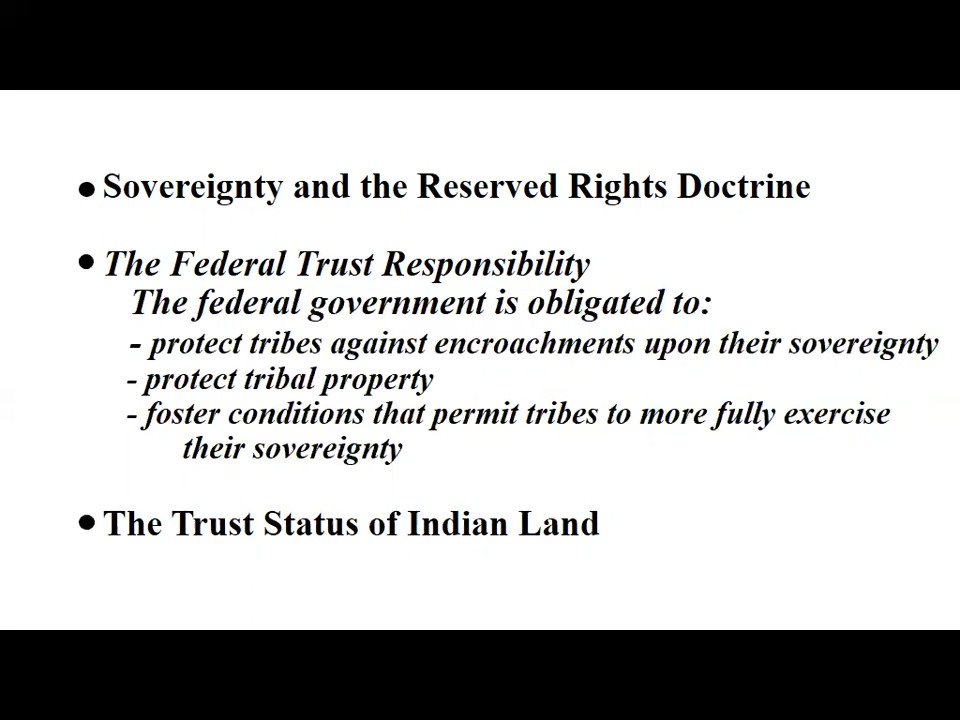 • Sovereignty and the Reserved Rights Doctrine
• The Federal Trust Responsibility
The federal government is obligated to:
- protect tribes against encroachments upon their sovereignty
- protect tribal property
- foster conditions that permit tribes to more fully exercise
their sovereignty
• The Trust Status of Indian Land